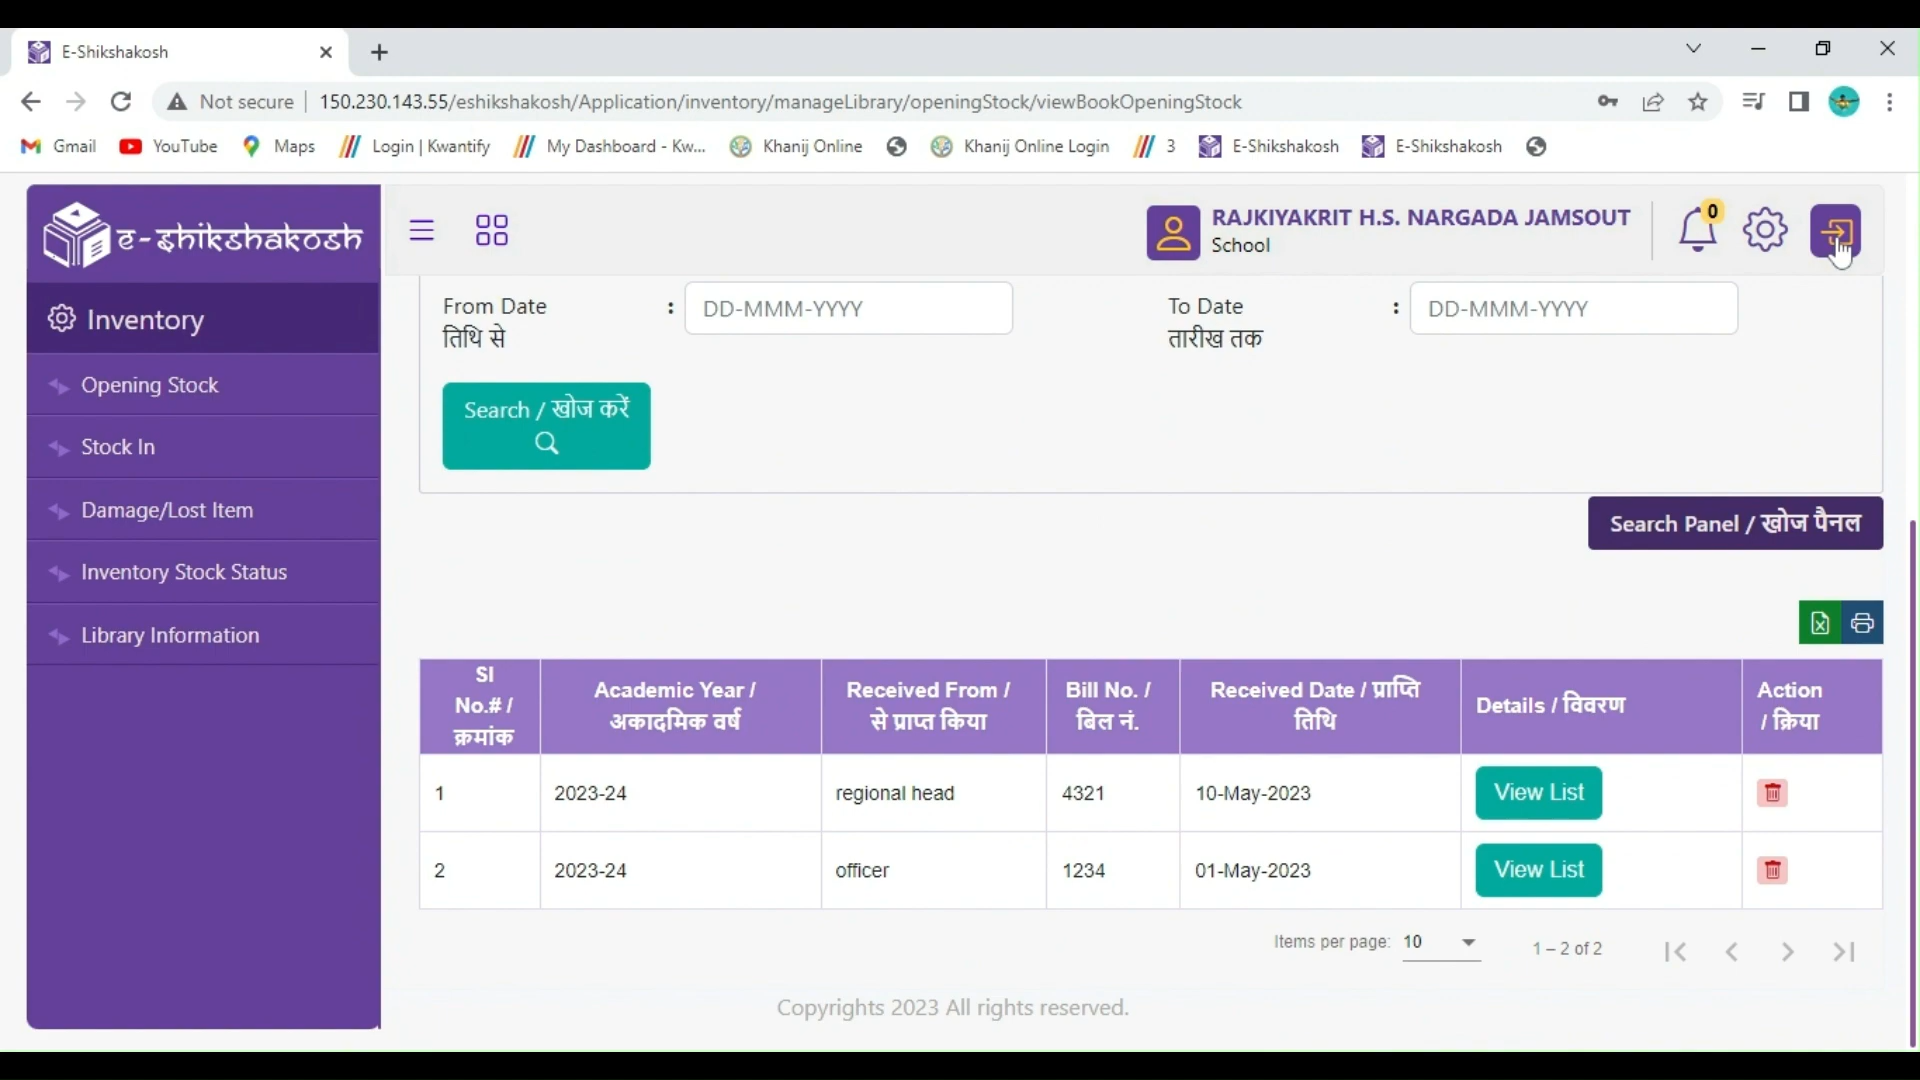 E-Shikshakosh
Not secure
150.230.143.55/eshikshakosh/Application/inventory/manageLibrary/openingStock/viewBookOpeningStock
Gmail
YouTube
Maps
Login | Kwantify
My Dashboard - Kw...
Khanij Online
Khanij Online Login
3
E-Shikshakosh
E-Shikshakosh
e-shikshakosh
RAJKIYAKRIT H.S. NARGADA JAMSOUT
School
0
Inventory
Opening Stock
Stock In
Damage/Lost Item
Inventory Stock Status
Library Information
From Date
तिथि से
:
DD-MMM-YYYY
To Date
तारीख तक
:
DD-MMM-YYYY
Search / खोज करें
Search Panel / खोज पैनल
Sl
No.# /
क्रमांक
Academic Year /
अकादमिक वर्ष
Received From /
से प्राप्त किया
Bill No. /
बिल नं.
Received Date / प्राप्ति
तिथि
Details / विवरण
Action
/ क्रिया
1 2023-24 regional head 4321 10-May-2023 View List
2 2023-24 officer 1234 01-May-2023 View List
Items per page: 10 1 – 2 of 2
Copyrights 2023 All rights reserved.